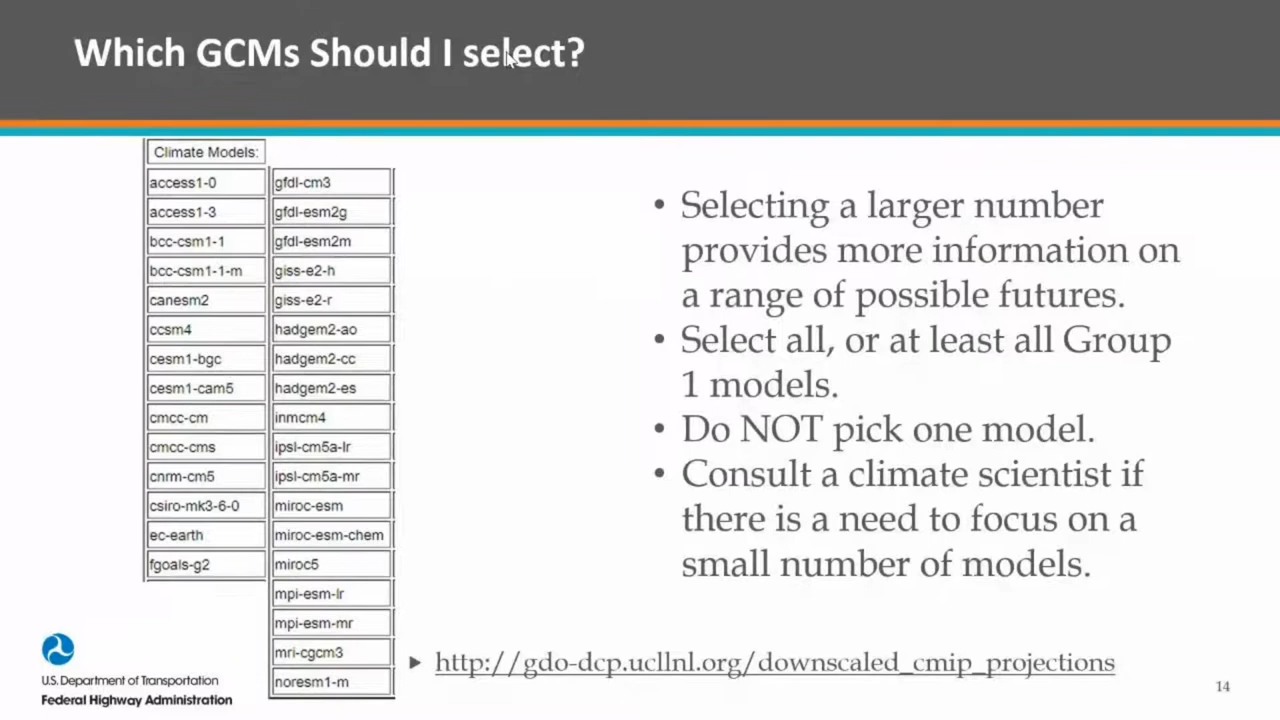 Which GCMs Should I select?
Climate Models:
access1-0
access1-3
bcc-csm1-1
bcc-csm1-1-m
canesm2
ccsm4
cesm1-bgc
cesm1-cam5
cmcc-cm
cmcc-cms
cnrm-cm5
csiro-mk3-6-0
ec-earth
fgoals-g2
gfdl-cm3
gfdl-esm2g
gfdl-esm2m
giss-e2-h
giss-e2-r
hadgem2-ao
hadgem2-cc
hadgem2-es
inmcm4
ipsl-cm5a-lr
ipsl-cm5a-mr
miroc-esm
miroc-esm-chem
miroc5
mpi-esm-lr
mpi-esm-mr
mri-cgcm3
noresm1-m
• Selecting a larger number
provides more information on
a range of possible futures.
• Select all, or at least all Group
1 models.
• Do NOT pick one model.
• Consult a climate scientist if
there is a need to focus on a
small number of models.
http://gdo-dcp.ucllnl.org/downscaled_cmip_projections
U.S. Department of Transportation
Federal Highway Administration
14